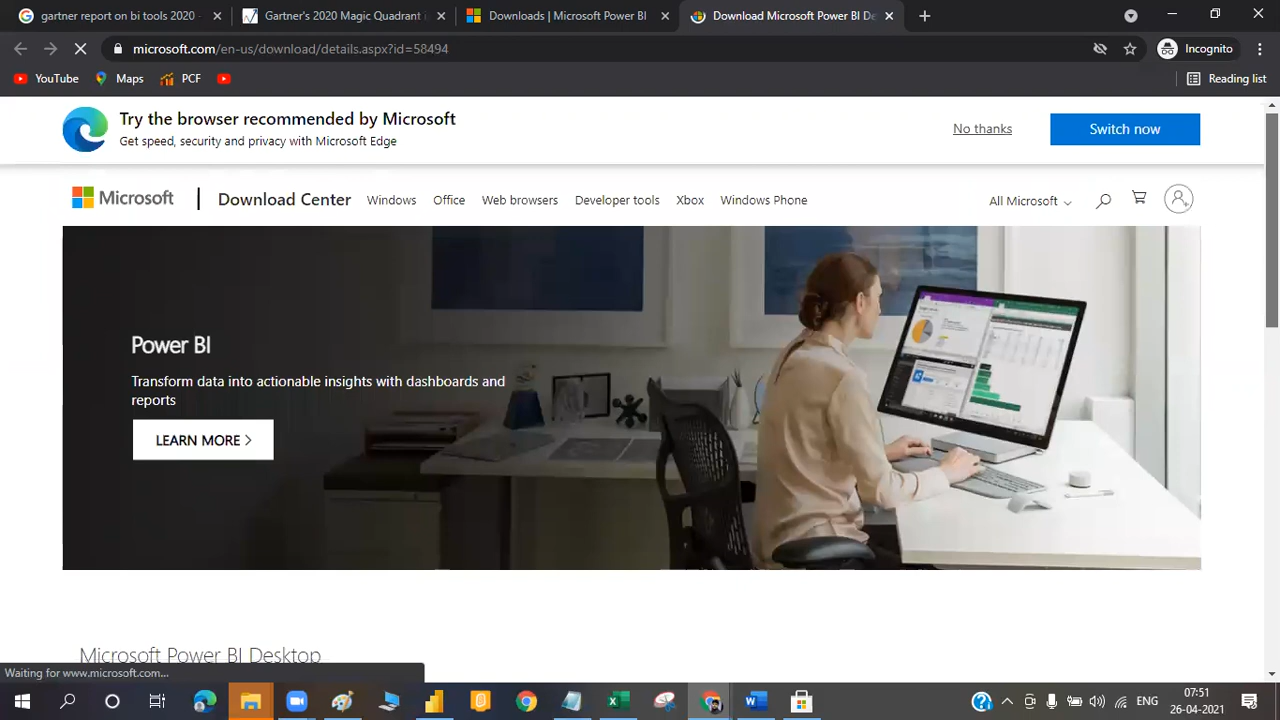 gartner report on bi tools 2020 -
Gartner's 2020 Magic Quadrant i
Downloads | Microsoft Power BI
Download Microsoft Power BI De
microsoft.com/en-us/download/details.aspx?id=58494
Incognito
YouTube
Maps
PCF
Reading list
Try the browser recommended by Microsoft
Get speed, security and privacy with Microsoft Edge
No thanks
Switch now
Microsoft
Download Center
Windows
Office
Web browsers
Developer tools
Xbox
Windows Phone
All Microsoft
Power BI
Transform data into actionable insights with dashboards and
reports
LEARN MORE
Microsoft Power BI Desktop
Waiting for www.microsoft.com...
ENG
07:51
26-04-2021